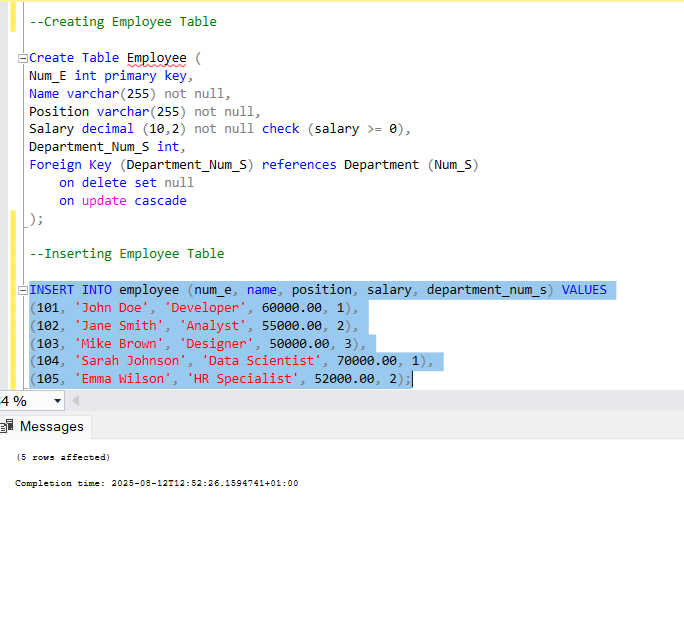 --Creating Employee Table
Create Table Employee (
Num_E int primary key,
Name varchar(255) not null,
Position varchar(255) not null,
Salary decimal (10,2) not null check (salary >= 0),
Department_Num_S int,
Foreign Key (Department_Num_S) references Department (Num_S)
on delete set null
on update cascade
);
--Inserting Employee Table
INSERT INTO employee (num_e, name, position, salary, department_num_s) VALUES
(101, 'John Doe', 'Developer', 60000.00, 1),
(102, 'Jane Smith', 'Analyst', 55000.00, 2),
(103, 'Mike Brown', 'Designer', 50000.00, 3),
(104, 'Sarah Johnson', 'Data Scientist', 70000.00, 1),
(105, 'Emma Wilson', 'HR Specialist', 52000.00, 2);
4 %
Messages
(5 rows affected)
Completion time: 2025-08-12T12:52:26.1594741+01:00